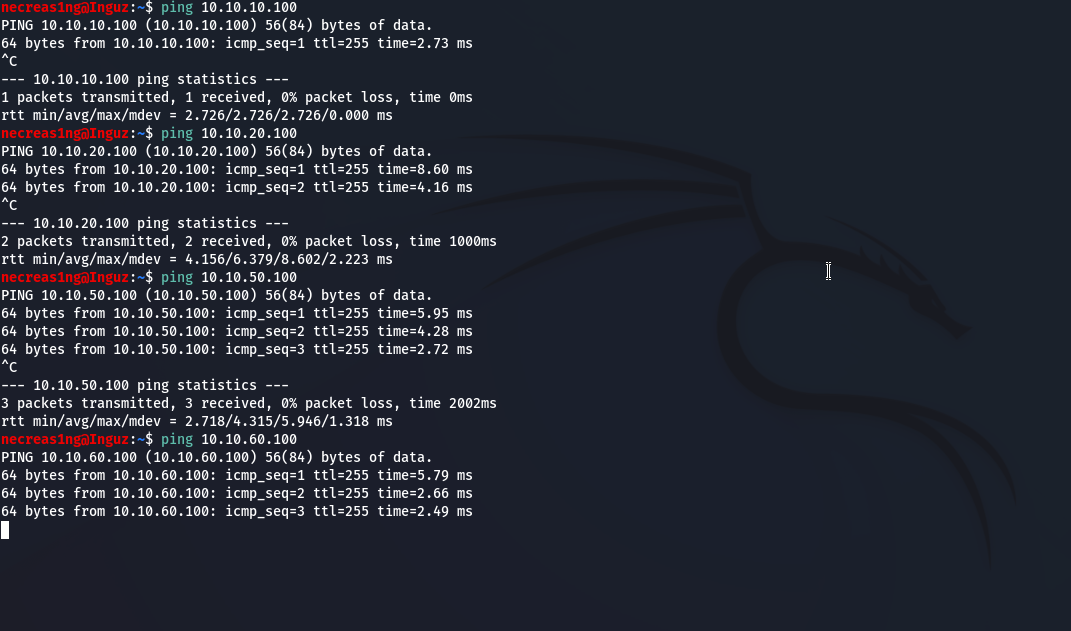 necreas1ng@Inguz:~$ ping 10.10.10.100
PING 10.10.10.100 (10.10.10.100) 56(84) bytes of data.
64 bytes from 10.10.10.100: icmp_seq=1 ttl=255 time=2.73 ms
^C
--- 10.10.10.100 ping statistics ---
1 packets transmitted, 1 received, 0% packet loss, time 0ms
rtt min/avg/max/mdev = 2.726/2.726/2.726/0.000 ms
necreas1ng@Inguz:~$ ping 10.10.20.100
PING 10.10.20.100 (10.10.20.100) 56(84) bytes of data.
64 bytes from 10.10.20.100: icmp_seq=1 ttl=255 time=8.60 ms
64 bytes from 10.10.20.100: icmp_seq=2 ttl=255 time=4.16 ms
^C
--- 10.10.20.100 ping statistics ---
2 packets transmitted, 2 received, 0% packet loss, time 1000ms
rtt min/avg/max/mdev = 4.156/6.379/8.602/2.223 ms
necreas1ng@Inguz:~$ ping 10.10.50.100
PING 10.10.50.100 (10.10.50.100) 56(84) bytes of data.
64 bytes from 10.10.50.100: icmp_seq=1 ttl=255 time=5.95 ms
64 bytes from 10.10.50.100: icmp_seq=2 ttl=255 time=4.28 ms
64 bytes from 10.10.50.100: icmp_seq=3 ttl=255 time=2.72 ms
^C
--- 10.10.50.100 ping statistics ---
3 packets transmitted, 3 received, 0% packet loss, time 2002ms
rtt min/avg/max/mdev = 2.718/4.315/5.946/1.318 ms
necreas1ng@Inguz:~$ ping 10.10.60.100
PING 10.10.60.100 (10.10.60.100) 56(84) bytes of data.
64 bytes from 10.10.60.100: icmp_seq=1 ttl=255 time=5.79 ms
64 bytes from 10.10.60.100: icmp_seq=2 ttl=255 time=2.66 ms
64 bytes from 10.10.60.100: icmp_seq=3 ttl=255 time=2.49 ms